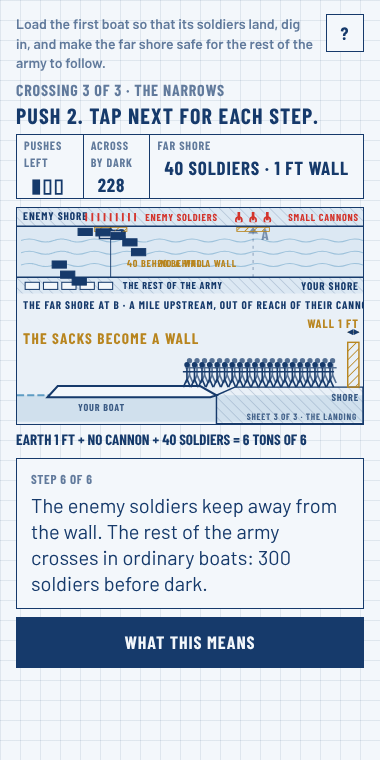 Load the first boat so that its soldiers land, dig
in, and make the far shore safe for the rest of the
army to follow.
?
CROSSING 3 OF 3 · THE NARROWS
PUSH 2. TAP NEXT FOR EACH STEP.
PUSHES
LEFT
ACROSS
BY DARK
228
FAR SHORE
40 SOLDIERS · 1 FT WALL
ENEMY SHORE
ENEMY SOLDIERS
SMALL CANNONS
A
40 BEHIND A WALL
THE REST OF THE ARMY
YOUR SHORE
THE FAR SHORE AT B · A MILE UPSTREAM, OUT OF REACH OF THEIR CANN
WALL 1 FT
THE SACKS BECOME A WALL
SHORE
YOUR BOAT
SHEET 3 OF 3 · THE LANDING
EARTH 1 FT + NO CANNON + 40 SOLDIERS = 6 TONS OF 6
STEP 6 OF 6
The enemy soldiers keep away from
the wall. The rest of the army
crosses in ordinary boats: 300
soldiers before dark.
WHAT THIS MEANS